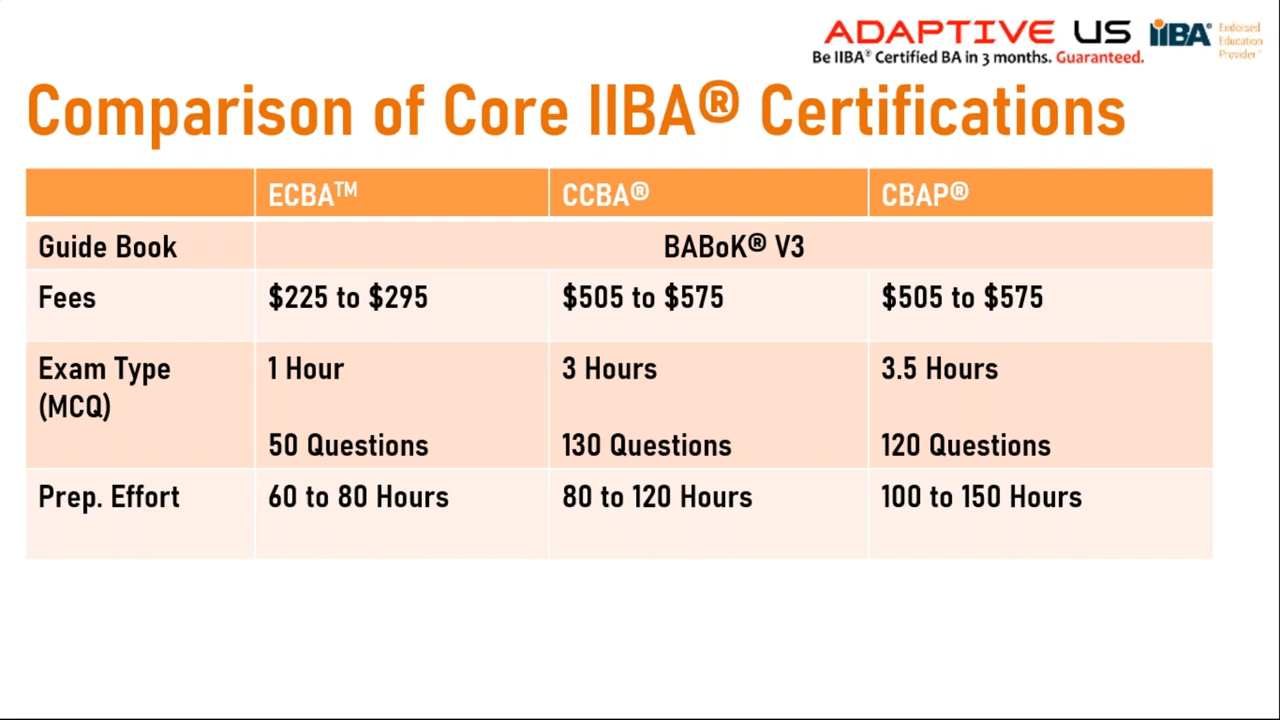 ADAPTIVE US
Be IIBA® Certified BA in 3 months. Guaranteed.
IIBA®
Endorsed
Education
Provider™
Comparison of Core IIBA® Certifications
ECBA™ CCBA® CBAP®
Guide Book BABoK® V3
Fees $225 to $295 $505 to $575 $505 to $575
Exam Type 1 Hour 3 Hours 3.5 Hours
(MCQ)
50 Questions 130 Questions 120 Questions
Prep. Effort 60 to 80 Hours 80 to 120 Hours 100 to 150 Hours